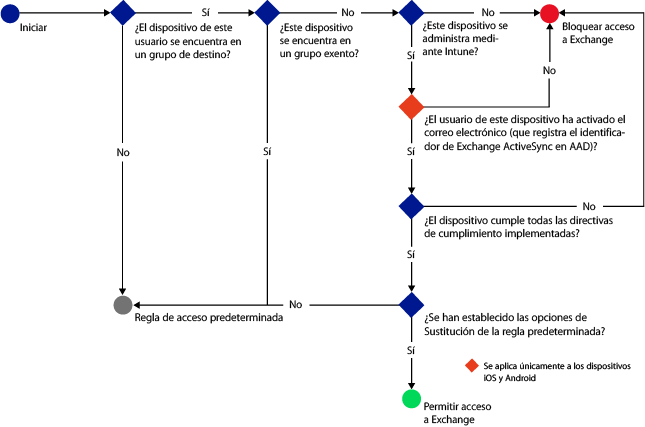 Iniciar
Sí
¿El dispositivo de este
usuario se encuentra en
un grupo de destino?
No
¿Este dispositivo
se encuentra en
un grupo exento?
No
¿Este dispositivo se
administra medi-
ante Intune?
Bloquear acceso
a Exchange
Sí
No
¿El usuario de este dispositivo ha activado el
correo electrónico (que registra el identifica-
dor de Exchange ActiveSync en AAD)?
No
Sí
Sí
No
¿El dispositivo cumple todas las directivas
de cumplimiento implementadas?
Sí
No
Regla de acceso predeterminada
¿Se han establecido las opciones de
Sustitución de la regla predeterminada?
Sí
Se aplica únicamente a los dispositivos
iOS y Android
Permitir acceso
a Exchange